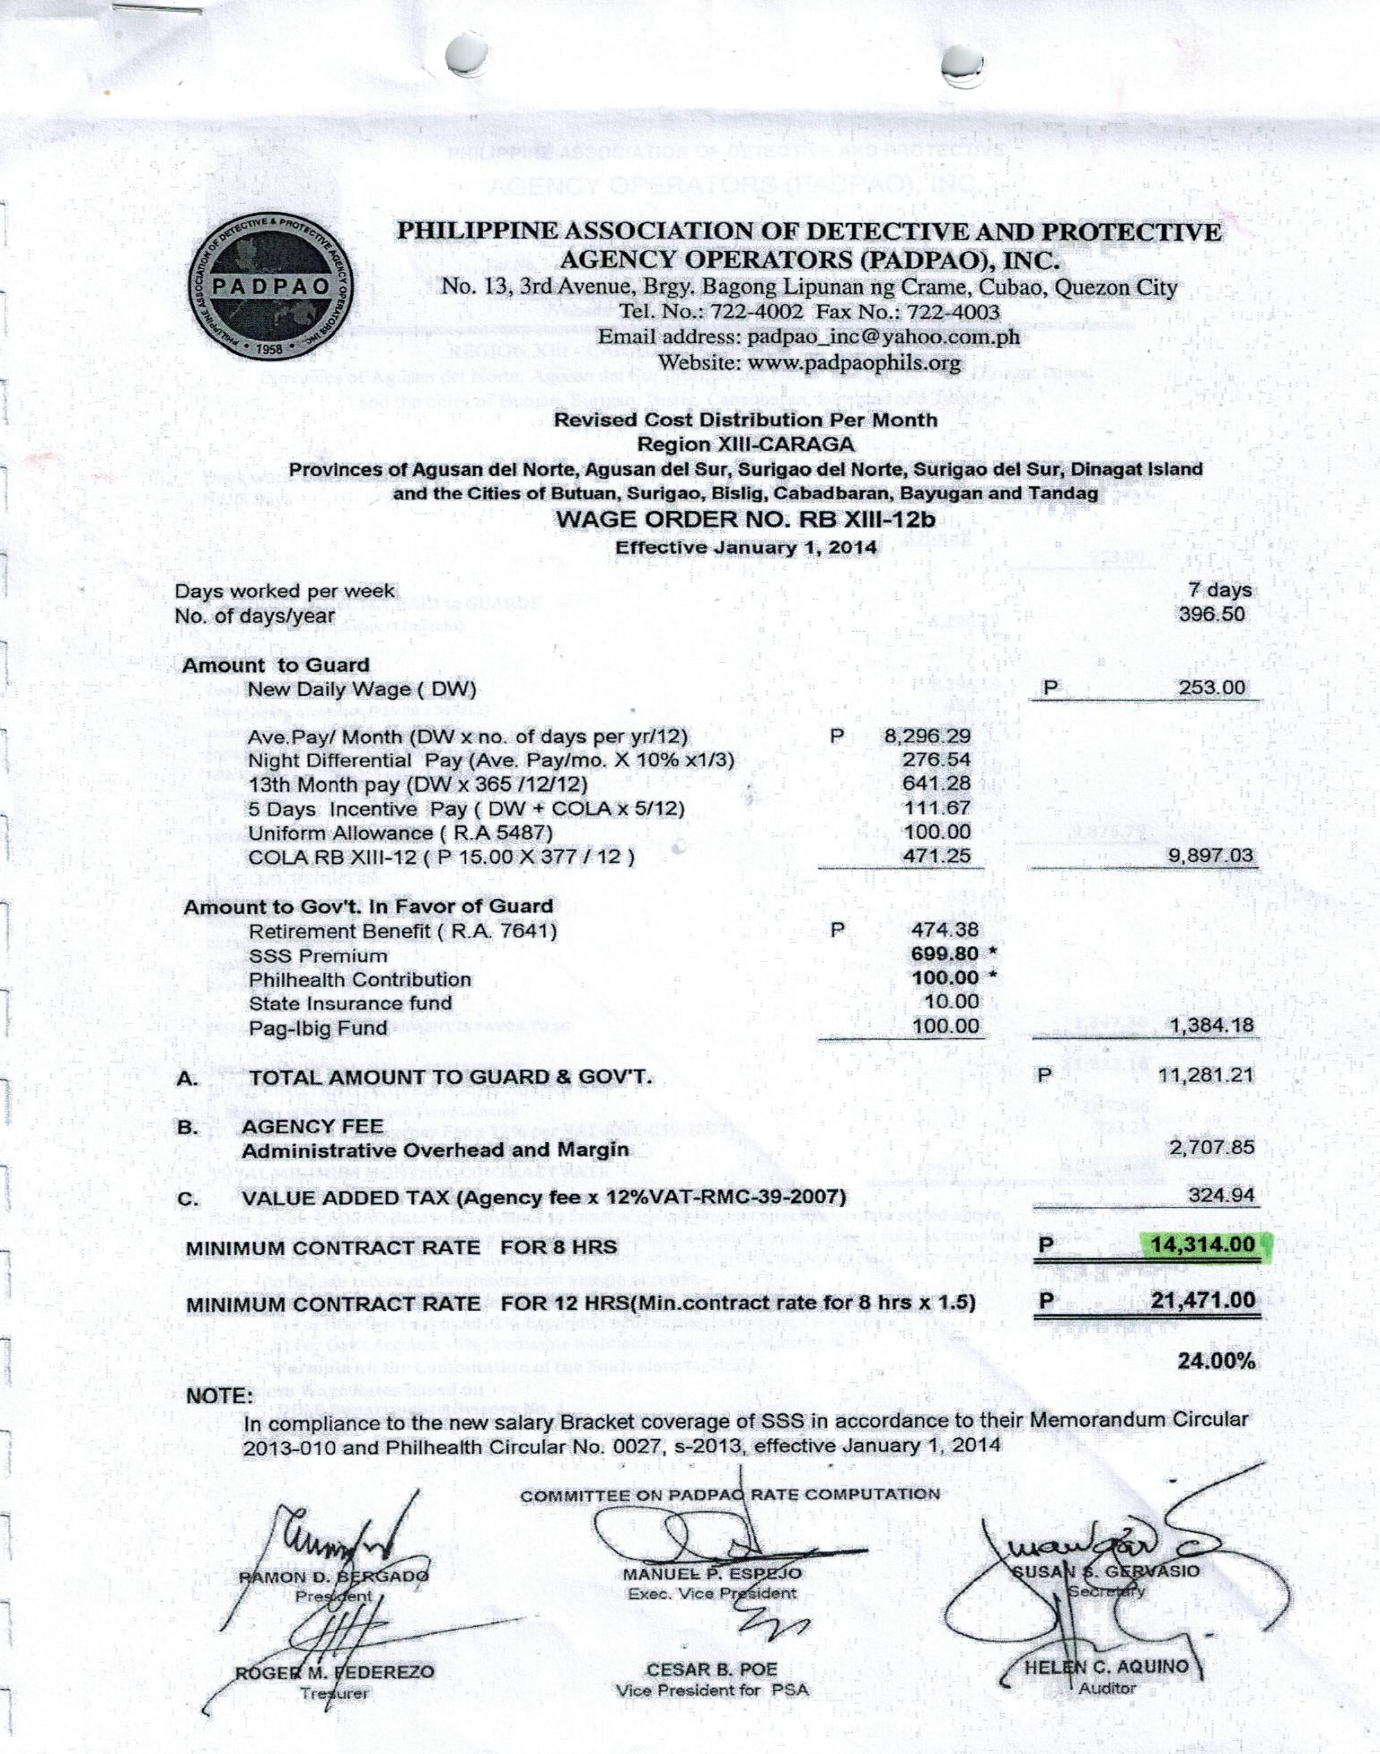 PHILIPPINE ASSOCIATION OF DETECTIVE & PROTECTIVE AGENCY OPERATORS INC.
PADPAO
• 1958 •
PHILIPPINE ASSOCIATION OF DETECTIVE AND PROTECTIVE
AGENCY OPERATORS (PADPAO), INC.
No. 13, 3rd Avenue, Brgy. Bagong Lipunan ng Crame, Cubao, Quezon City
Tel. No.: 722-4002 Fax No.: 722-4003
Email address: padpao_inc@yahoo.com.ph
Website: www.padpaophils.org
Revised Cost Distribution Per Month
Region XIII-CARAGA
Provinces of Agusan del Norte, Agusan del Sur, Surigao del Norte, Surigao del Sur, Dinagat Island
and the Cities of Butuan, Surigao, Bislig, Cabadbaran, Bayugan and Tandag
WAGE ORDER NO. RB XIII-12b
Effective January 1, 2014
Days worked per week 7 days
No. of days/year 396.50
Amount to Guard
New Daily Wage ( DW) P 253.00
Ave.Pay/ Month (DW x no. of days per yr/12) P 8,296.29
Night Differential Pay (Ave. Pay/mo. X 10% x1/3) 276.54
13th Month pay (DW x 365 /12/12) 641.28
5 Days Incentive Pay ( DW + COLA x 5/12) 111.67
Uniform Allowance ( R.A 5487) 100.00
COLA RB XIII-12 ( P 15.00 X 377 / 12 ) 471.25 9,897.03
Amount to Gov't. In Favor of Guard
Retirement Benefit ( R.A. 7641) P 474.38
SSS Premium 699.80 *
Philhealth Contribution 100.00 *
State Insurance fund 10.00
Pag-Ibig Fund 100.00 1,384.18
A. TOTAL AMOUNT TO GUARD & GOV'T. P 11,281.21
B. AGENCY FEE
Administrative Overhead and Margin 2,707.85
C. VALUE ADDED TAX (Agency fee x 12%VAT-RMC-39-2007) 324.94
MINIMUM CONTRACT RATE FOR 8 HRS P 14,314.00
MINIMUM CONTRACT RATE FOR 12 HRS(Min.contract rate for 8 hrs x 1.5) P 21,471.00
24.00%
NOTE:
In compliance to the new salary Bracket coverage of SSS in accordance to their Memorandum Circular
2013-010 and Philhealth Circular No. 0027, s-2013, effective January 1, 2014
COMMITTEE ON PADPAO RATE COMPUTATION
RAMON D. BERGADO MANUEL P. ESPEJO SUSAN S. GERVASIO
President Exec. Vice President Secretary
ROGER M. FEDEREZO CESAR B. POE HELEN C. AQUINO
Tresurer Vice President for PSA Auditor